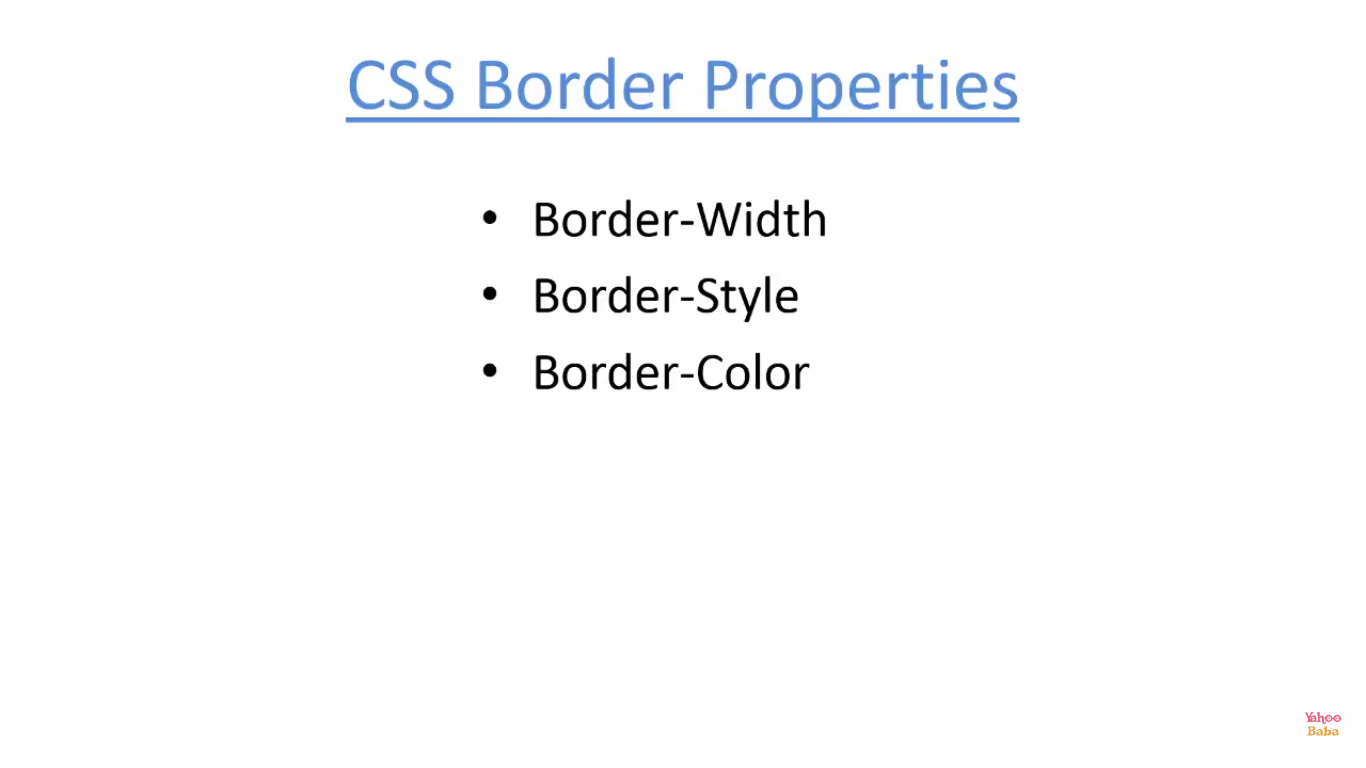 CSS Border Properties
• Border-Width
• Border-Style
• Border-Color
Yahoo
Baba